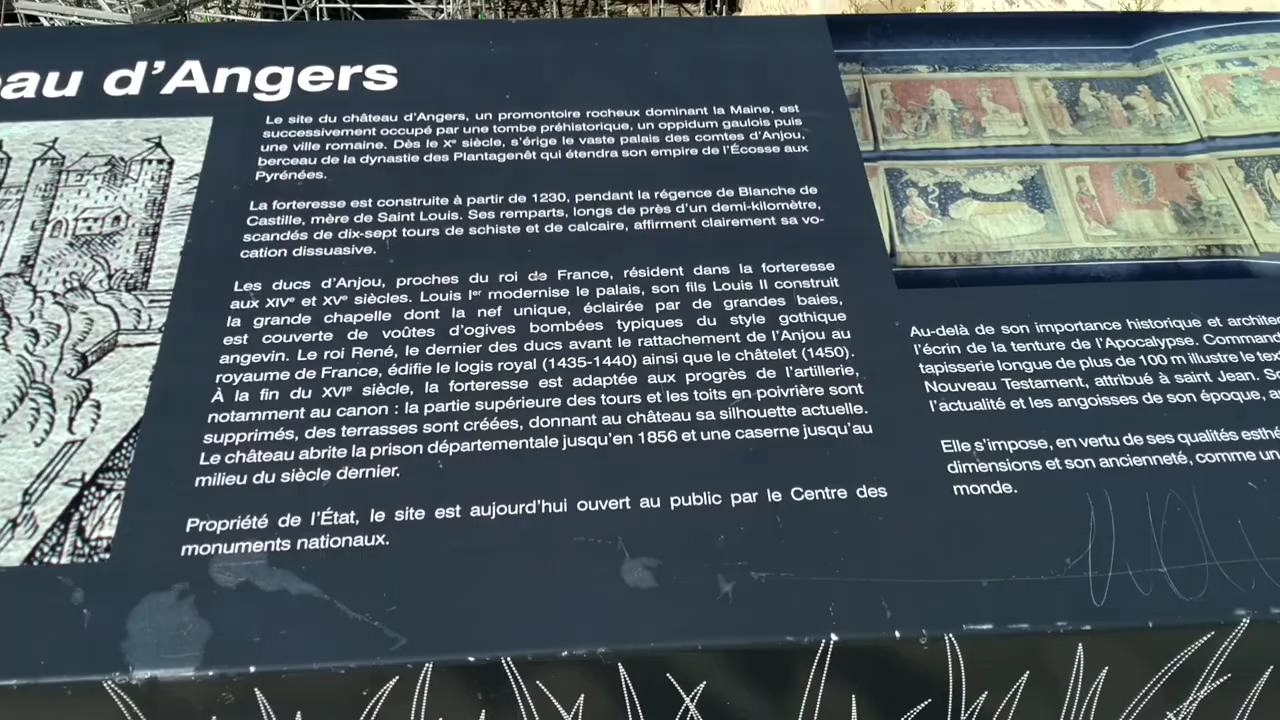 eau d'Angers
Le site du château d'Angers, un promontoire rocheux dominant la Maine, est
successivement occupé par une tombe préhistorique, un oppidum gaulois puis
une ville romaine. Dès le Xᵉ siècle, s'érige le vaste palais des comtes d'Anjou,
berceau de la dynastie des Plantagenêt qui étendra son empire de l'Écosse aux
Pyrénées.
La forteresse est construite à partir de 1230, pendant la régence de Blanche de
Castille, mère de Saint Louis. Ses remparts, longs de près d'un demi-kilomètre,
scandés de dix-sept tours de schiste et de calcaire, affirment clairement sa vo-
cation dissuasive.
Les ducs d'Anjou, proches du roi de France, résident dans la forteresse
aux XIVᵉ et XVᵉ siècles. Louis Iᵉʳ modernise le palais, son fils Louis II construit
la grande chapelle dont la nef unique, éclairée par de grandes baies,
est couverte de voûtes d'ogives bombées typiques du style gothique
angevin. Le roi René, le dernier des ducs avant le rattachement de l'Anjou au
royaume de France, édifie le logis royal (1435-1440) ainsi que le châtelet (1450).
À la fin du XVIᵉ siècle, la forteresse est adaptée aux progrès de l'artillerie,
notamment au canon : la partie supérieure des tours et les toits en poivrière sont
supprimés, des terrasses sont créées, donnant au château sa silhouette actuelle.
Le château abrite la prison départementale jusqu'en 1856 et une caserne jusqu'au
milieu du siècle dernier.
Propriété de l'État, le site est aujourd'hui ouvert au public par le Centre des
monuments nationaux.
Au-delà de son importance historique et architec
l'écrin de la tenture de l'Apocalypse. Command
tapisserie longue de plus de 100 m illustre le tex
Nouveau Testament, attribué à saint Jean. So
l'actualité et les angoisses de son époque, a
Elle s'impose, en vertu de ses qualités esthé
dimensions et son ancienneté, comme un
monde.